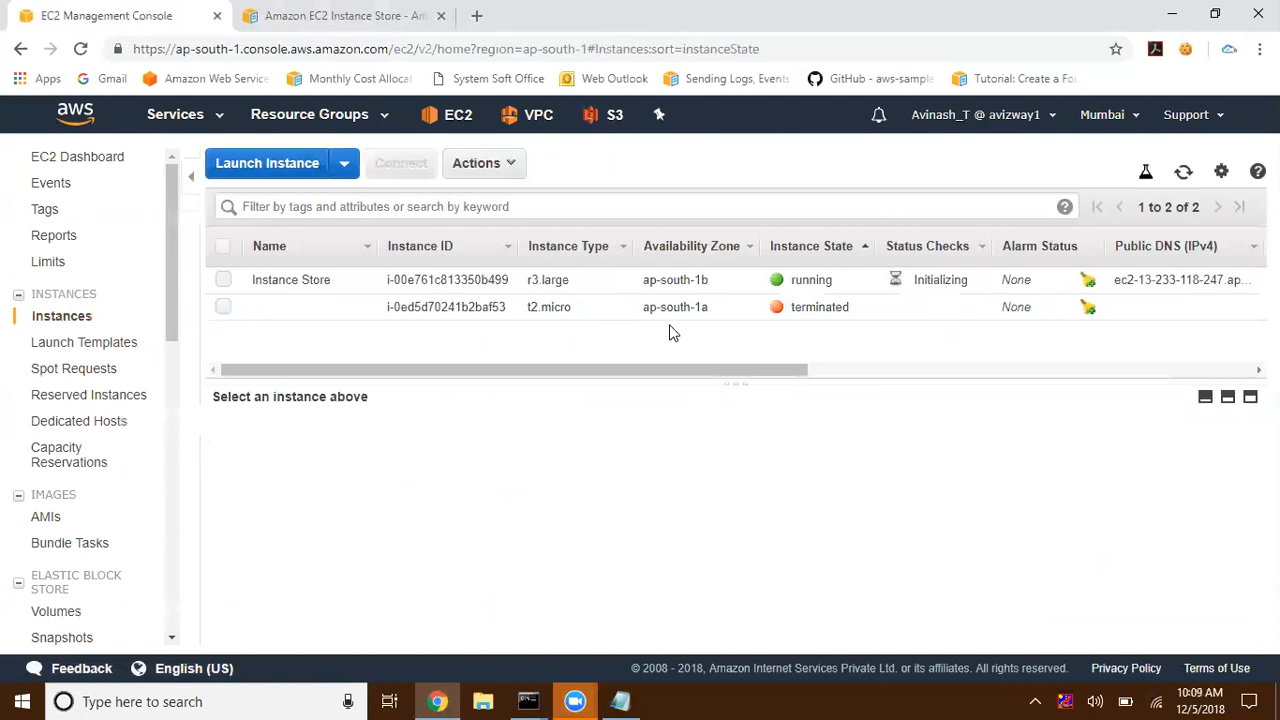 EC2 Management Console
Amazon EC2 Instance Store - Am
https://ap-south-1.console.aws.amazon.com/ec2/v2/home?region=ap-south-1#Instances:sort=instanceState
Apps
Gmail
Amazon Web Service
Monthly Cost Allocat
System Soft Office
Web Outlook
Sending Logs, Events
GitHub - aws-sample
Tutorial: Create a Fou
aws
Services
Resource Groups
EC2
VPC
S3
Avinash_T @ avizway1
Mumbai
Support
EC2 Dashboard
Events
Tags
Reports
Limits
INSTANCES
Instances
Launch Templates
Spot Requests
Reserved Instances
Dedicated Hosts
Capacity
Reservations
IMAGES
AMIs
Bundle Tasks
ELASTIC BLOCK
STORE
Volumes
Snapshots
Launch Instance
Connect
Actions
Filter by tags and attributes or search by keyword
1 to 2 of 2
Name Instance ID Instance Type Availability Zone Instance State Status Checks Alarm Status Public DNS (IPv4)
Instance Store i-00e761c813350b499 r3.large ap-south-1b running Initializing None ec2-13-233-118-247.ap...
i-0ed5d70241b2baf53 t2.micro ap-south-1a terminated None
Select an instance above
Feedback
English (US)
© 2008 - 2018, Amazon Internet Services Private Ltd. or its affiliates. All rights reserved.
Privacy Policy
Terms of Use
Type here to search
10:09 AM
12/5/2018